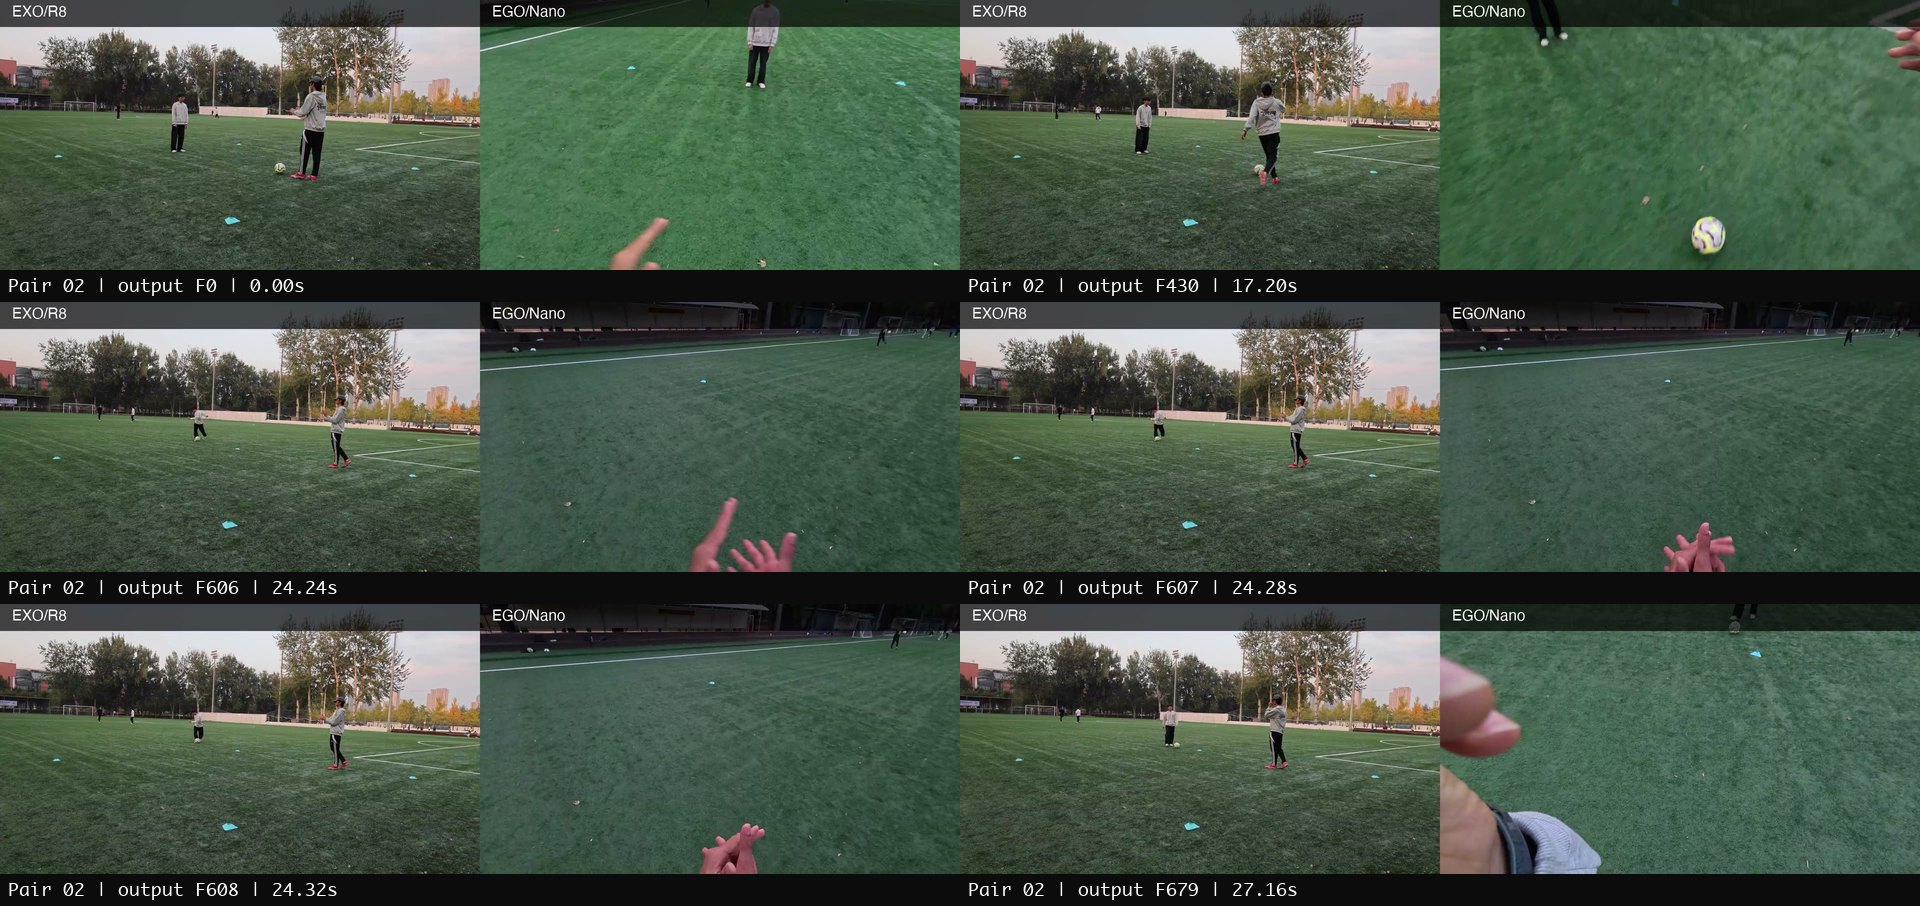 EXO/R8
EGO/Nano
EXO/R8
EGO/Nano
Pair 02 | output F0 | 0.00s
Pair 02 | output F430 | 17.20s
EXO/R8
EGO/Nano
EXO/R8
EGO/Nano
Pair 02 | output F606 | 24.24s
Pair 02 | output F607 | 24.28s
EXO/R8
EGO/Nano
EXO/R8
EGO/Nano
Pair 02 | output F608 | 24.32s
Pair 02 | output F679 | 27.16s